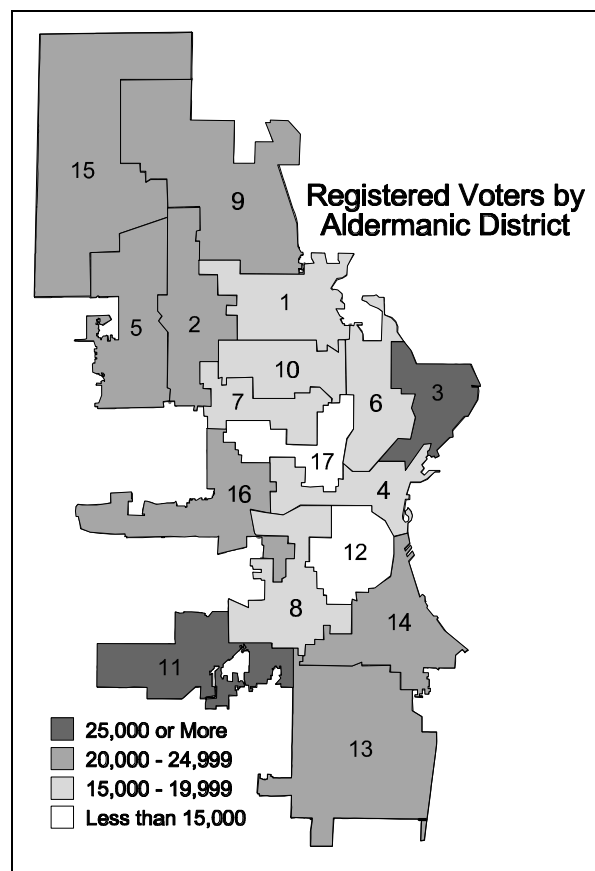 Registered Voters by
Aldermanic District
15
9
1
2
5
10
3
7
6
17
4
16
12
8
14
11
13
25,000 or More
20,000 - 24,999
15,000 - 19,999
Less than 15,000